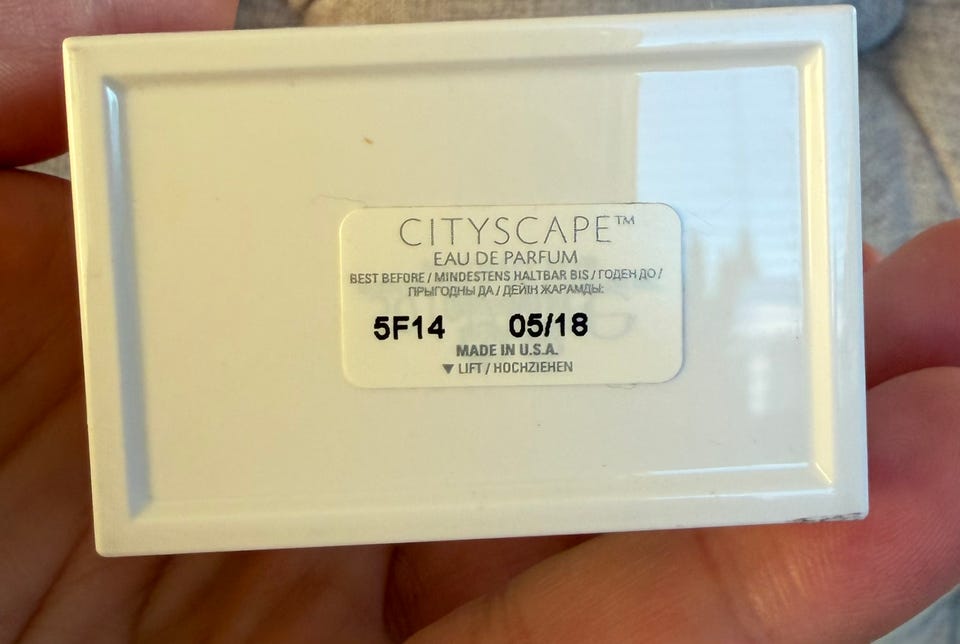 CITYSCAPE™
EAU DE PARFUM
BEST BEFORE / MINDESTENS HALTBAR BIS / ГОДЕН ДО /
ПРЫГОДНЫ ДА / ДЕЙІН ЖАРАМДЫ:
5F14 05/18
MADE IN U.S.A.
▼ LIFT / HOCHZIEHEN